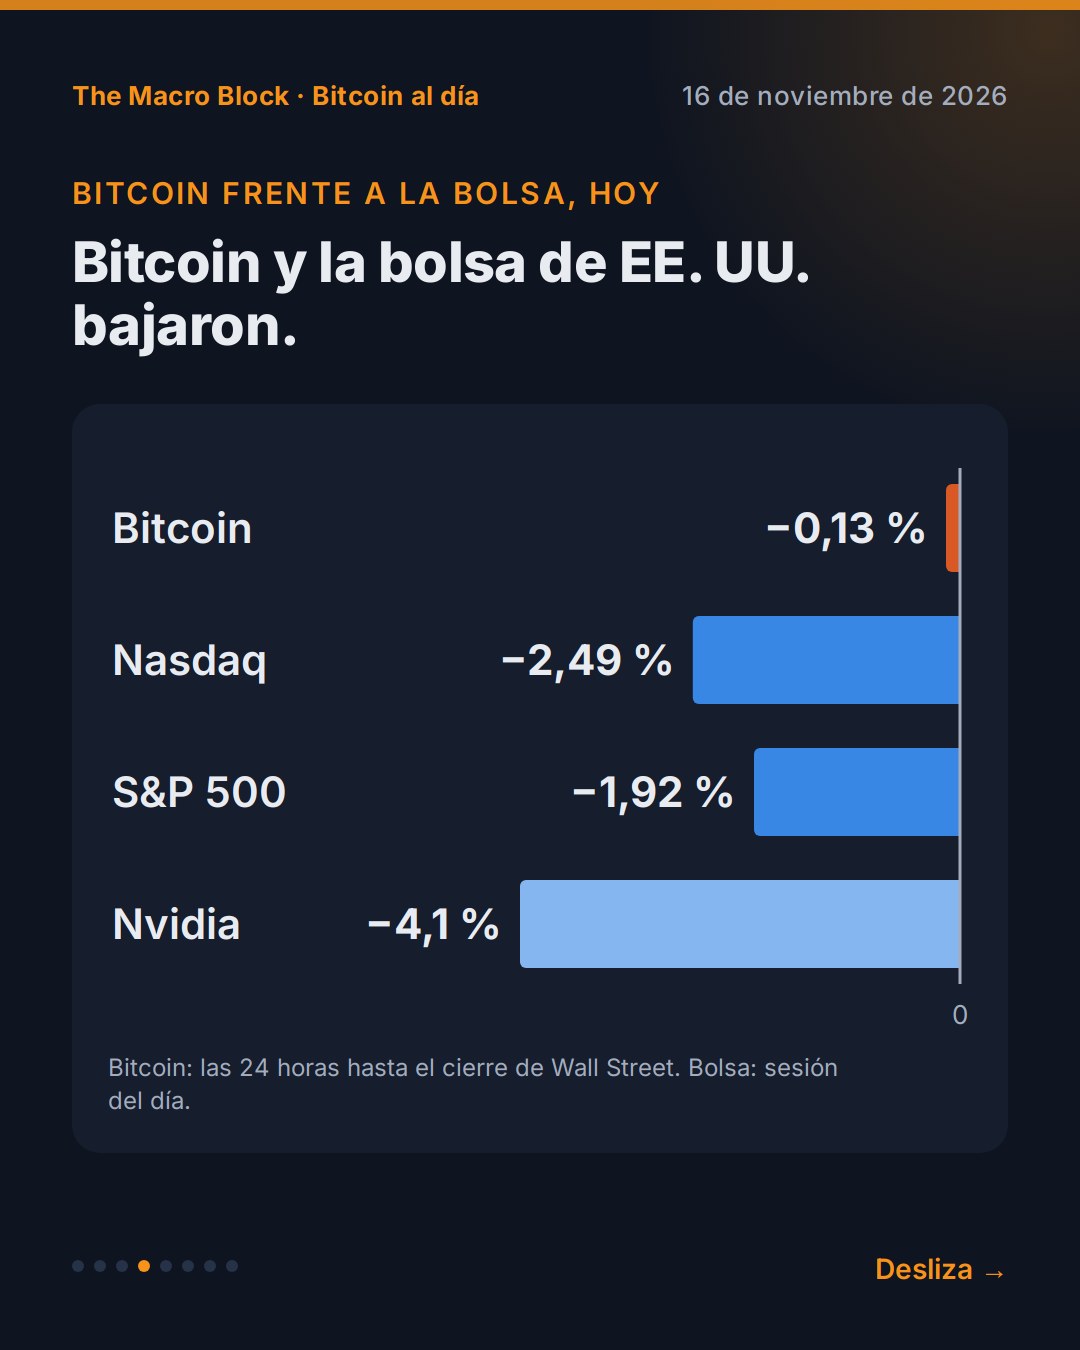 The Macro Block · Bitcoin al día
16 de noviembre de 2026
BITCOIN FRENTE A LA BOLSA, HOY
Bitcoin y la bolsa de EE. UU.
bajaron.
Bitcoin
−0,13 %
Nasdaq
−2,49 %
S&P 500
−1,92 %
Nvidia
−4,1 %
0
Bitcoin: las 24 horas hasta el cierre de Wall Street. Bolsa: sesión
del día.
Desliza →